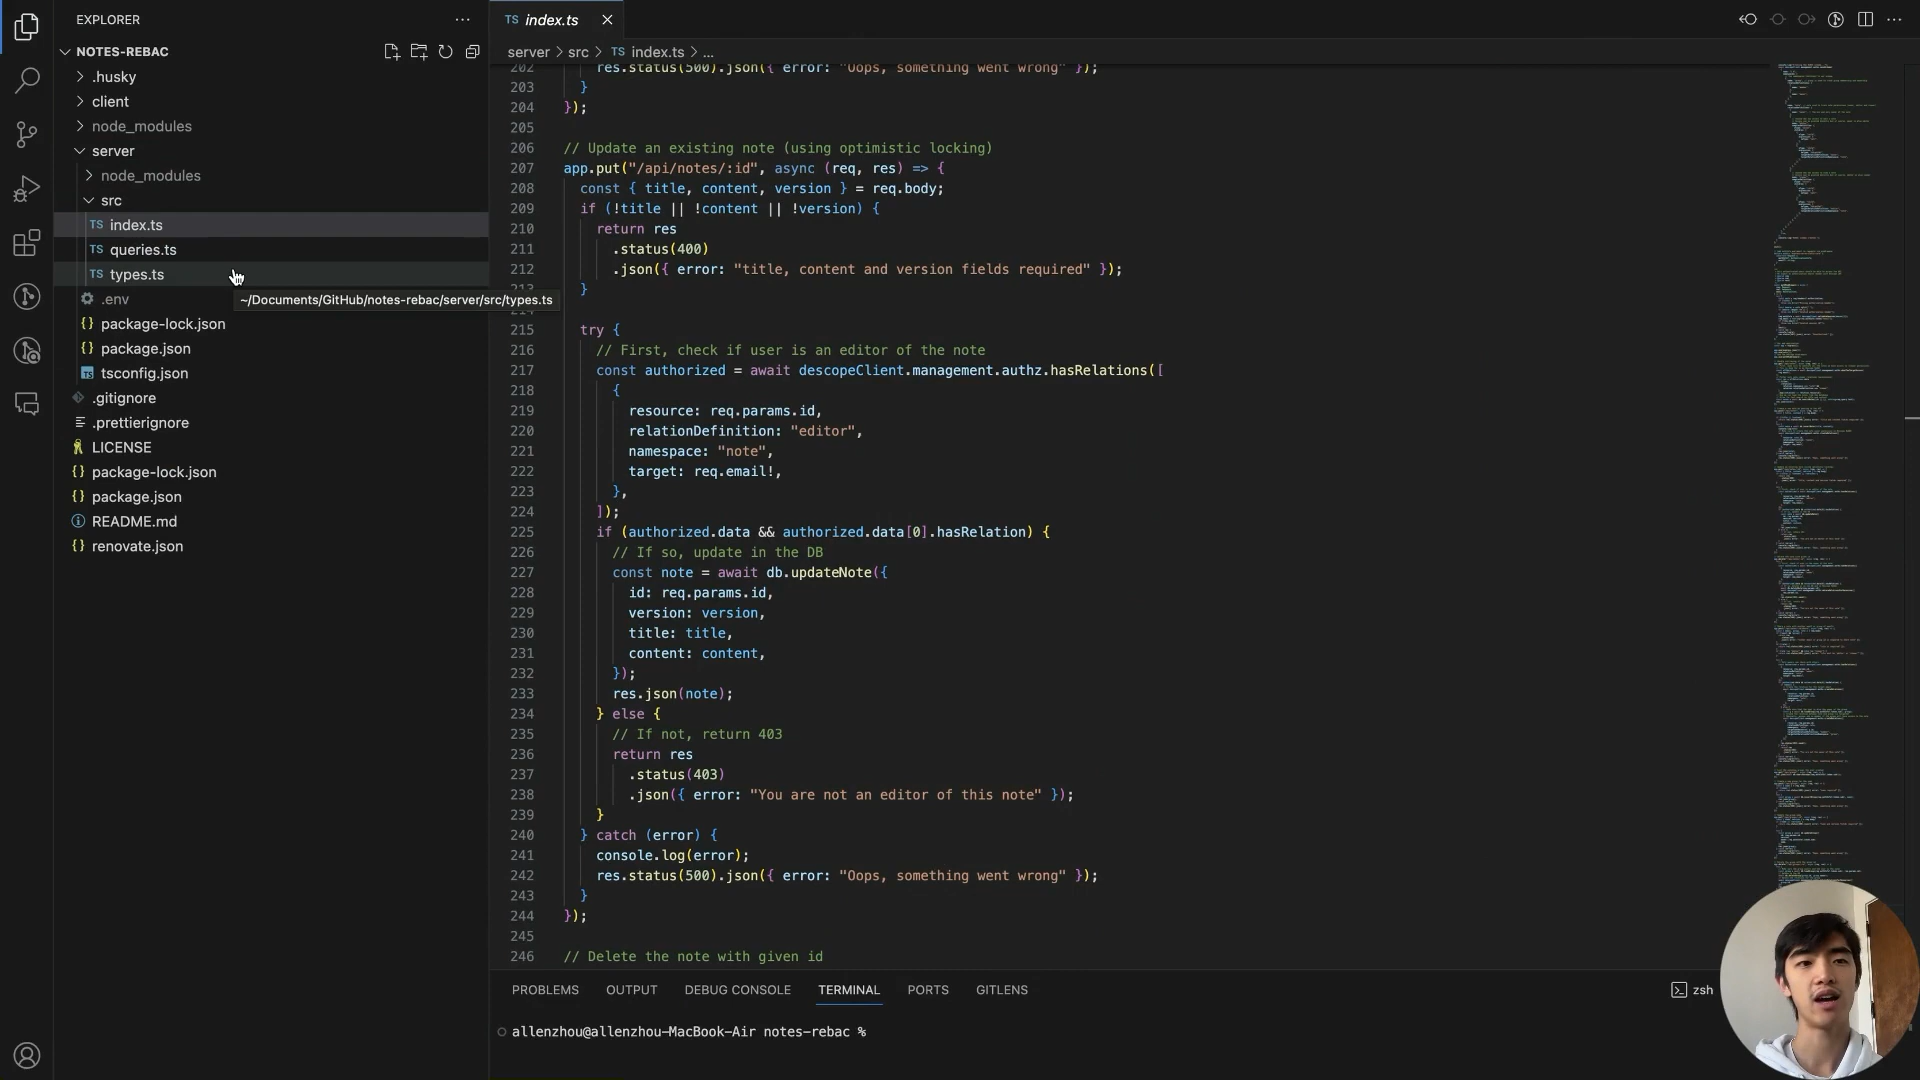 EXPLORER
NOTES-REBAC
.husky
client
node_modules
server
node_modules
src
TS index.ts
TS queries.ts
TS types.ts
.env
{} package-lock.json
{} package.json
TS tsconfig.json
.gitignore
.prettierignore
LICENSE
{} package-lock.json
{} package.json
README.md
{} renovate.json
~/Documents/GitHub/notes-rebac/server/src/types.ts
TS index.ts
server > src > TS index.ts > ...
202 res.status(500).json({ error: "Oops, something went wrong" });
203 }
204 });
205
206 // Update an existing note (using optimistic locking)
207 app.put("/api/notes/:id", async (req, res) => {
208 const { title, content, version } = req.body;
209 if (!title || !content || !version) {
210 return res
211 .status(400)
212 .json({ error: "title, content and version fields required" });
213 }
214
215 try {
216 // First, check if user is an editor of the note
217 const authorized = await descopeClient.management.authz.hasRelations([
218 {
219 resource: req.params.id,
220 relationDefinition: "editor",
221 namespace: "note",
222 target: req.email!,
223 },
224 ]);
225 if (authorized.data && authorized.data[0].hasRelation) {
226 // If so, update in the DB
227 const note = await db.updateNote({
228 id: req.params.id,
229 version: version,
230 title: title,
231 content: content,
232 });
233 res.json(note);
234 } else {
235 // If not, return 403
236 return res
237 .status(403)
238 .json({ error: "You are not an editor of this note" });
239 }
240 } catch (error) {
241 console.log(error);
242 res.status(500).json({ error: "Oops, something went wrong" });
243 }
244 });
245
246 // Delete the note with given id
PROBLEMS OUTPUT DEBUG CONSOLE TERMINAL PORTS GITLENS
zsh
allenzhou@allenzhou-MacBook-Air notes-rebac %